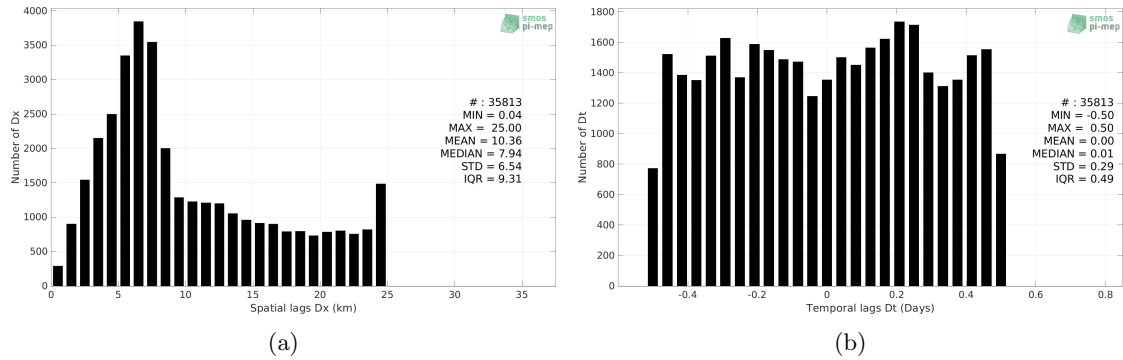 4000
3500
3000
2500
2000
1500
1000
500
0
Number of Dx
0 5 10 15 20 25 30 35
Spatial lags Dx (km)
smos
pi-mep
# : 35813
MIN = 0.04
MAX = 25.00
MEAN = 10.36
MEDIAN = 7.94
STD = 6.54
IQR = 9.31
(a)
1800
1600
1400
1200
1000
800
600
400
200
0
Number of Dt
-0.4 -0.2 0 0.2 0.4 0.6 0.8
Temporal lags Dt (Days)
smos
pi-mep
# : 35813
MIN = -0.50
MAX = 0.50
MEAN = 0.00
MEDIAN = 0.01
STD = 0.29
IQR = 0.49
(b)